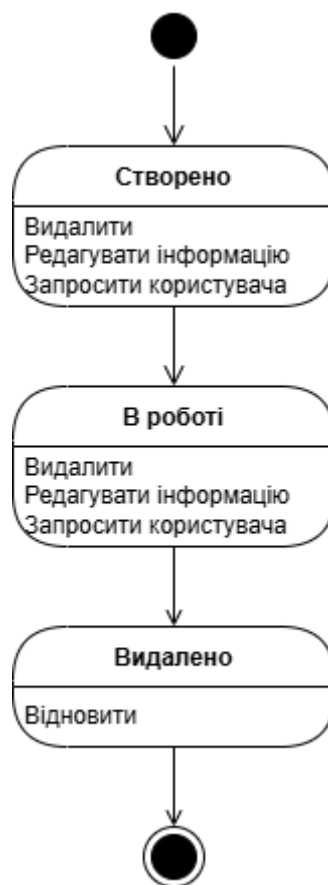 Створено
Видалити
Редагувати інформацію
Запросити користувача
В роботі
Видалити
Редагувати інформацію
Запросити користувача
Видалено
Відновити